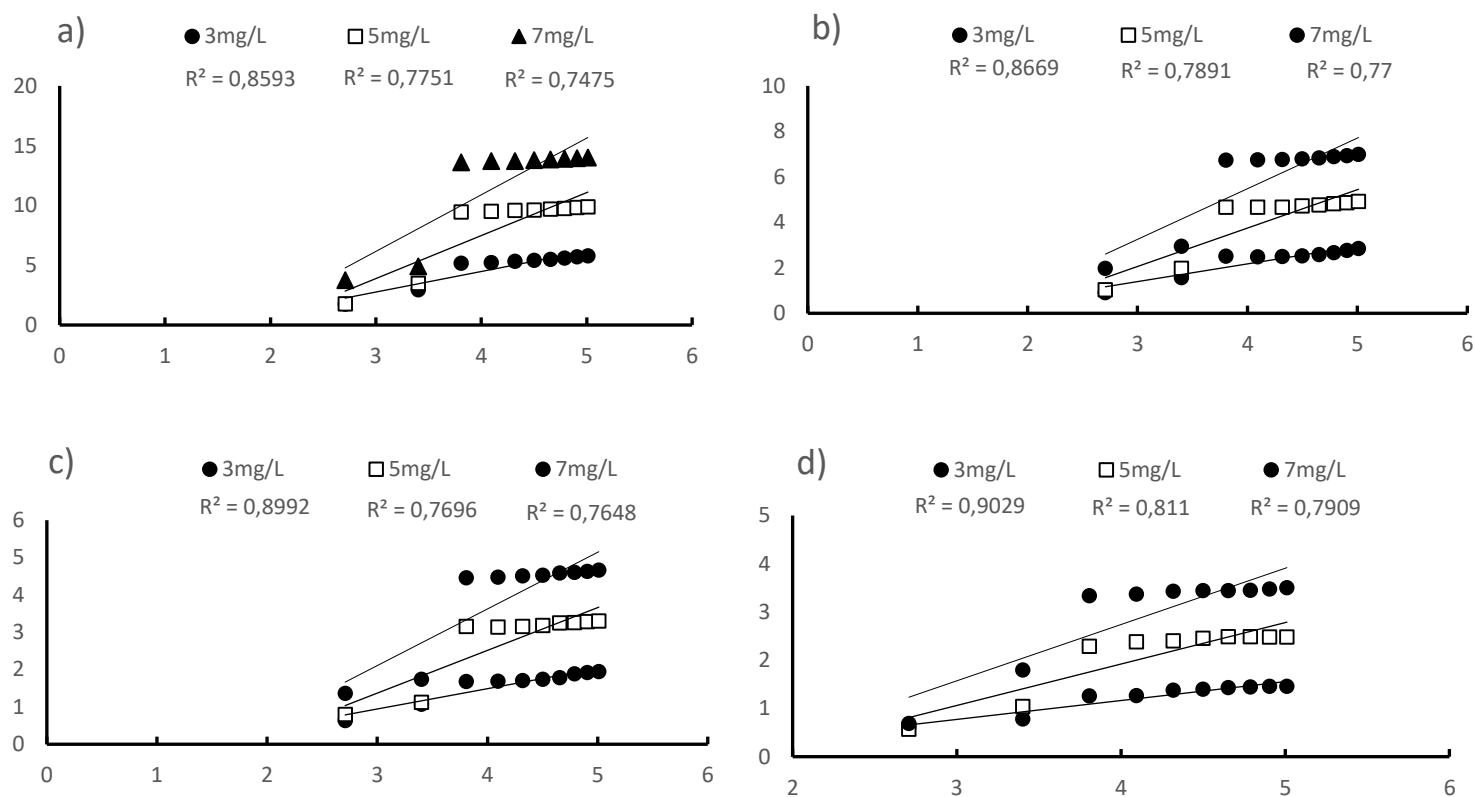 a)
3mg/L 5mg/L 7mg/L
R² = 0,8593 R² = 0,7751 R² = 0,7475
20
15
10
5
0
0 1 2 3 4 5 6
b)
3mg/L 5mg/L 7mg/L
R² = 0,8669 R² = 0,7891 R² = 0,77
10
8
6
4
2
0
0 1 2 3 4 5 6
c)
3mg/L 5mg/L 7mg/L
R² = 0,8992 R² = 0,7696 R² = 0,7648
6
5
4
3
2
1
0
0 1 2 3 4 5 6
d)
3mg/L 5mg/L 7mg/L
R² = 0,9029 R² = 0,811 R² = 0,7909
5
4
3
2
1
0
2 3 4 5 6